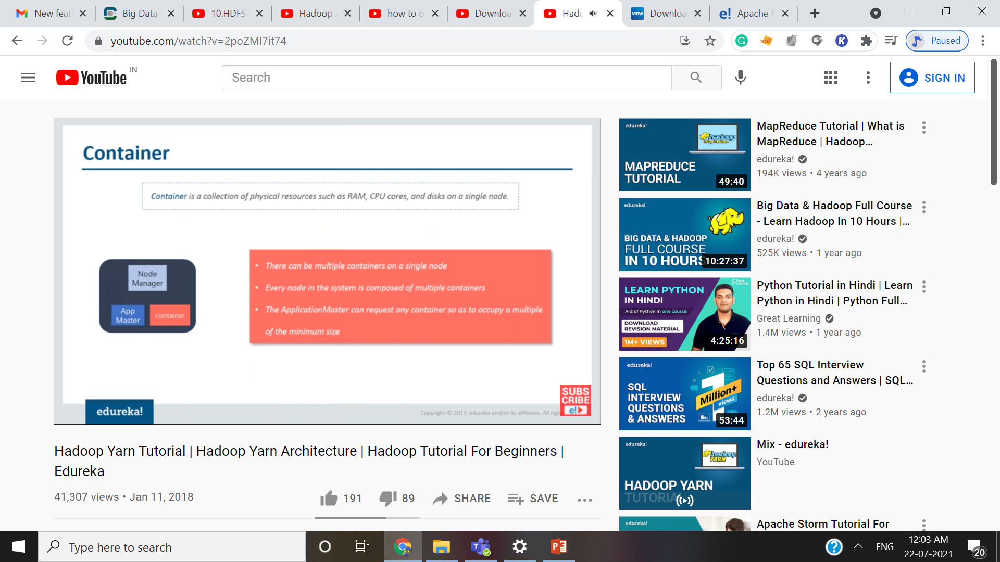 New feat
Big Data
10.HDFS
Hadoop A
how to o
Downloa
Hadc
vmw
Downloa
e!
Apache H
youtube.com/watch?v=2poZMI7it74
Paused
YouTube IN
Search
SIGN IN
Container
Container is a collection of physical resources such as RAM, CPU cores, and disks on a single node.
Node
Manager
App
Master
container
• There can be multiple containers on a single node
• Every node in the system is composed of multiple containers
• The ApplicationMaster can request any container so as to occupy a multiple
of the minimum size
edureka!
Copyright © 2017, edureka and/or its affiliates. All
SUBS
CRIBE
e!
Hadoop Yarn Tutorial | Hadoop Yarn Architecture | Hadoop Tutorial For Beginners |
Edureka
41,307 views • Jan 11, 2018
191
89
SHARE
SAVE
edureka!
hadoop
MapReduce
MAPREDUCE
TUTORIAL
49:40
MapReduce Tutorial | What is
MapReduce | Hadoop...
edureka!
194K views • 4 years ago
edureka!
BIG DATA & HADOOP
FULL COURSE
IN 10 HOURS
10:27:37
Big Data & Hadoop Full Course
- Learn Hadoop In 10 Hours |...
edureka!
525K views • 1 year ago
Great
Learning
LEARN PYTHON
IN HINDI
A-Z of Python in one course!
DOWNLOAD
REVISION MATERIAL
1M+ VIEWS
4:25:16
Python Tutorial in Hindi | Learn
Python in Hindi | Python Full...
Great Learning
1.4M views • 1 year ago
edureka!
SQL
INTERVIEW
QUESTIONS
& ANSWERS
1
Million+
views
53:44
Top 65 SQL Interview
Questions and Answers | SQL...
edureka!
1.2M views • 2 years ago
edureka!
hadoop
YARN
HADOOP YARN
TUTORIAL
Mix - edureka!
YouTube
edureka!
Apache Storm Tutorial For
Type here to search
ENG
12:03 AM
22-07-2021
20